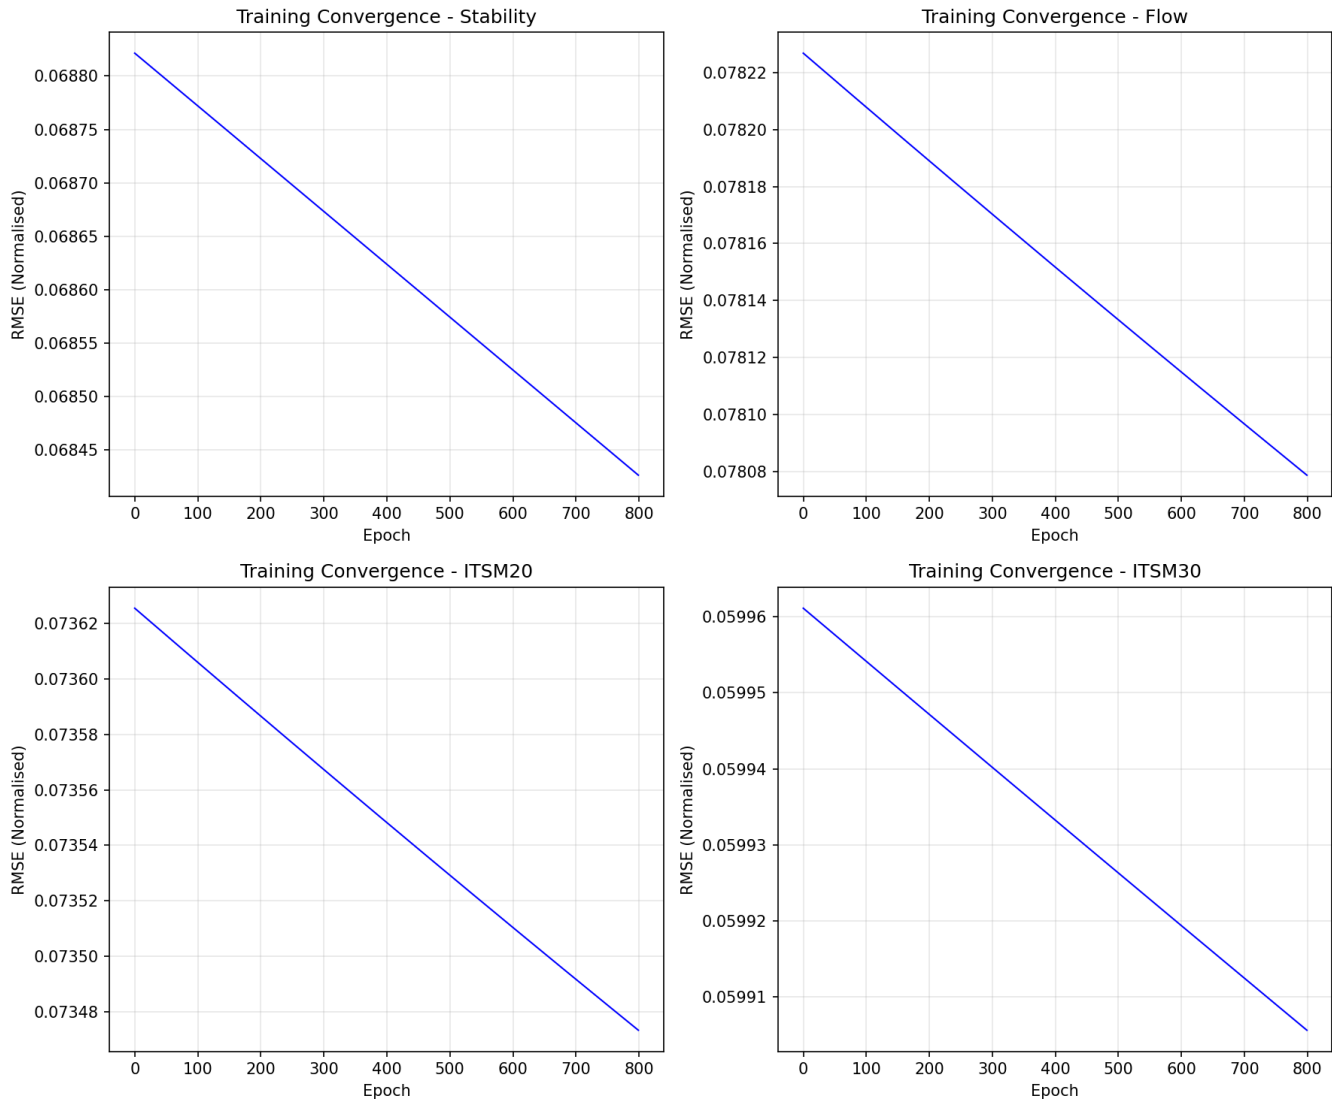 Training Convergence - Stability
RMSE (Normalised)
0.06880
0.06875
0.06870
0.06865
0.06860
0.06855
0.06850
0.06845
0 100 200 300 400 500 600 700 800
Epoch
Training Convergence - Flow
RMSE (Normalised)
0.07822
0.07820
0.07818
0.07816
0.07814
0.07812
0.07810
0.07808
0 100 200 300 400 500 600 700 800
Epoch
Training Convergence - ITSM20
RMSE (Normalised)
0.07362
0.07360
0.07358
0.07356
0.07354
0.07352
0.07350
0.07348
0 100 200 300 400 500 600 700 800
Epoch
Training Convergence - ITSM30
RMSE (Normalised)
0.05996
0.05995
0.05994
0.05993
0.05992
0.05991
0 100 200 300 400 500 600 700 800
Epoch